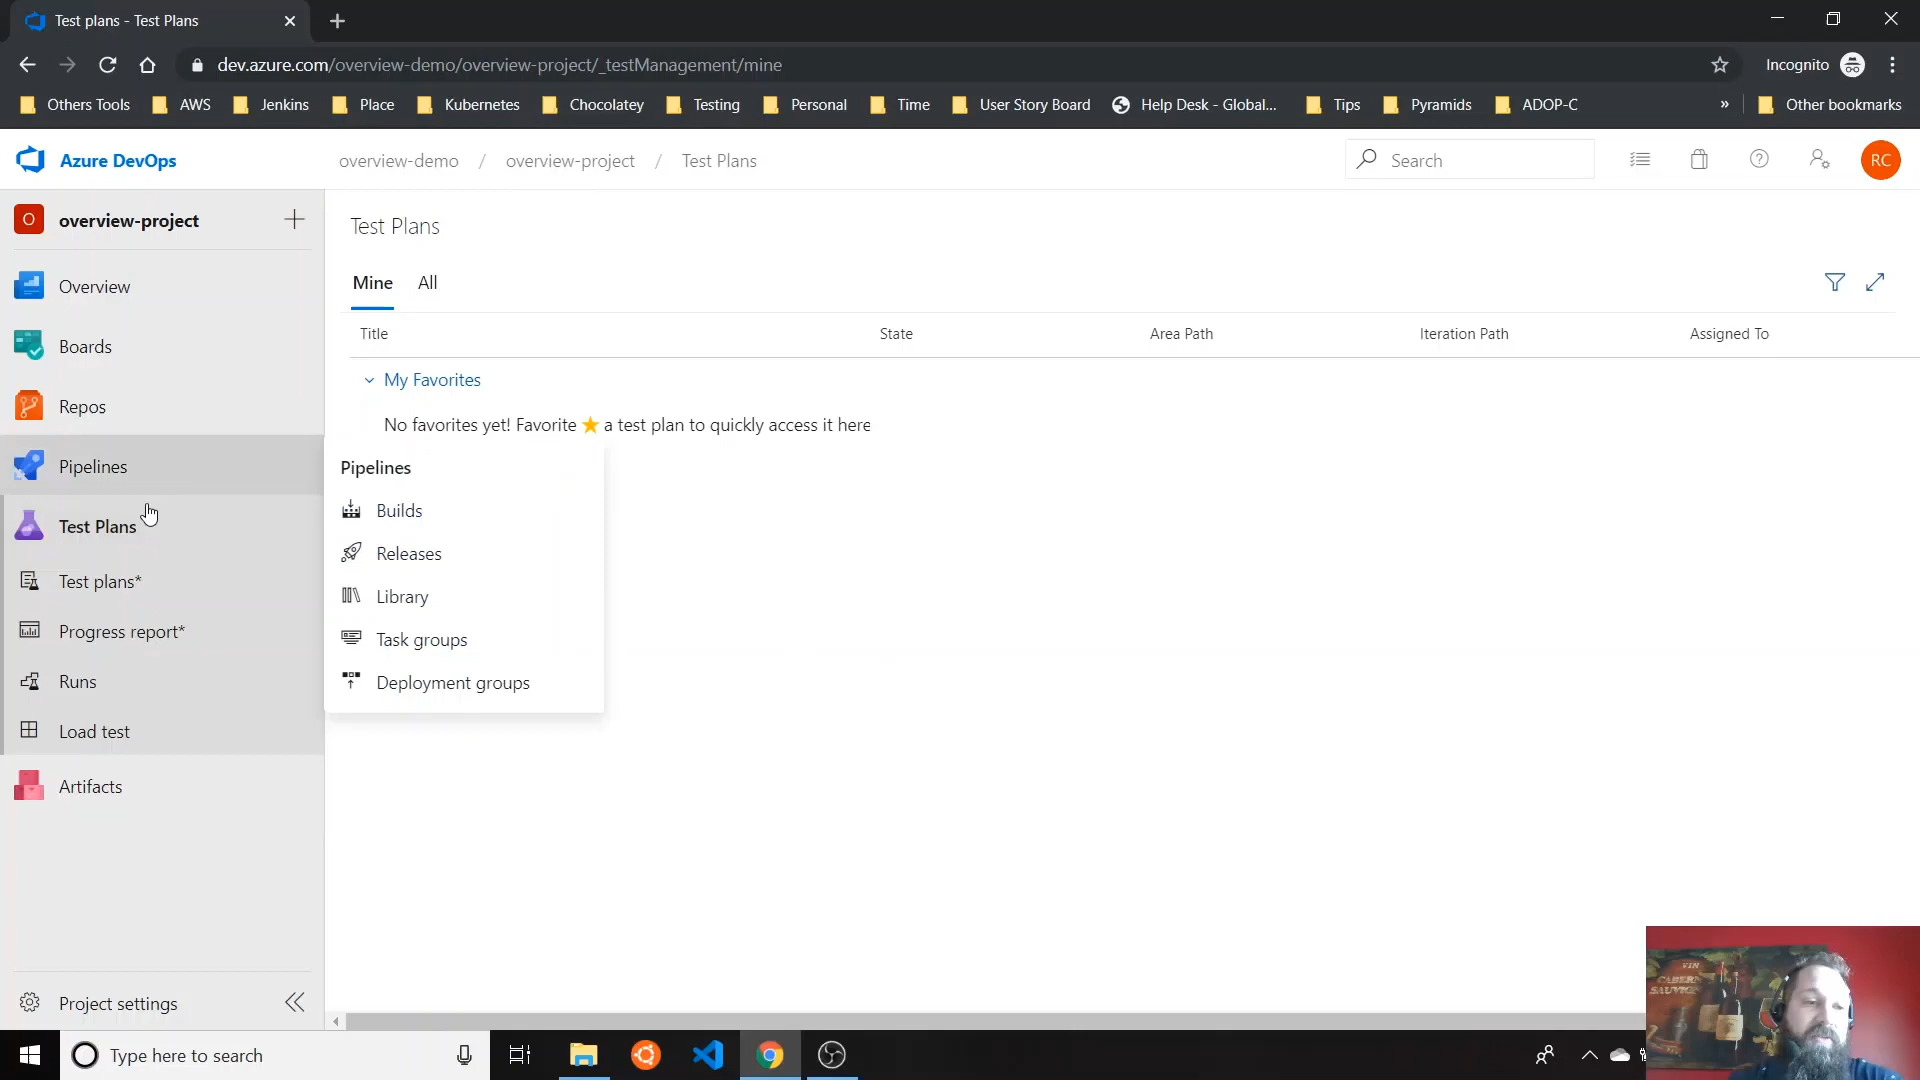 Test plans - Test Plans
dev.azure.com/overview-demo/overview-project/_testManagement/mine
Incognito
Others Tools
AWS
Jenkins
Place
Kubernetes
Chocolatey
Testing
Personal
Time
User Story Board
Help Desk - Global...
Tips
Pyramids
ADOP-C
»
Other bookmarks
Azure DevOps
overview-demo / overview-project / Test Plans
Search
RC
O
overview-project
Overview
Boards
Repos
Pipelines
Test Plans
Test plans*
Progress report*
Runs
Load test
Artifacts
Project settings
Test Plans
Mine
All
Title
State
Area Path
Iteration Path
Assigned To
My Favorites
No favorites yet! Favorite ★ a test plan to quickly access it here
Pipelines
Builds
Releases
Library
Task groups
Deployment groups
VIN
CABERN
SAUVIGN
Type here to search